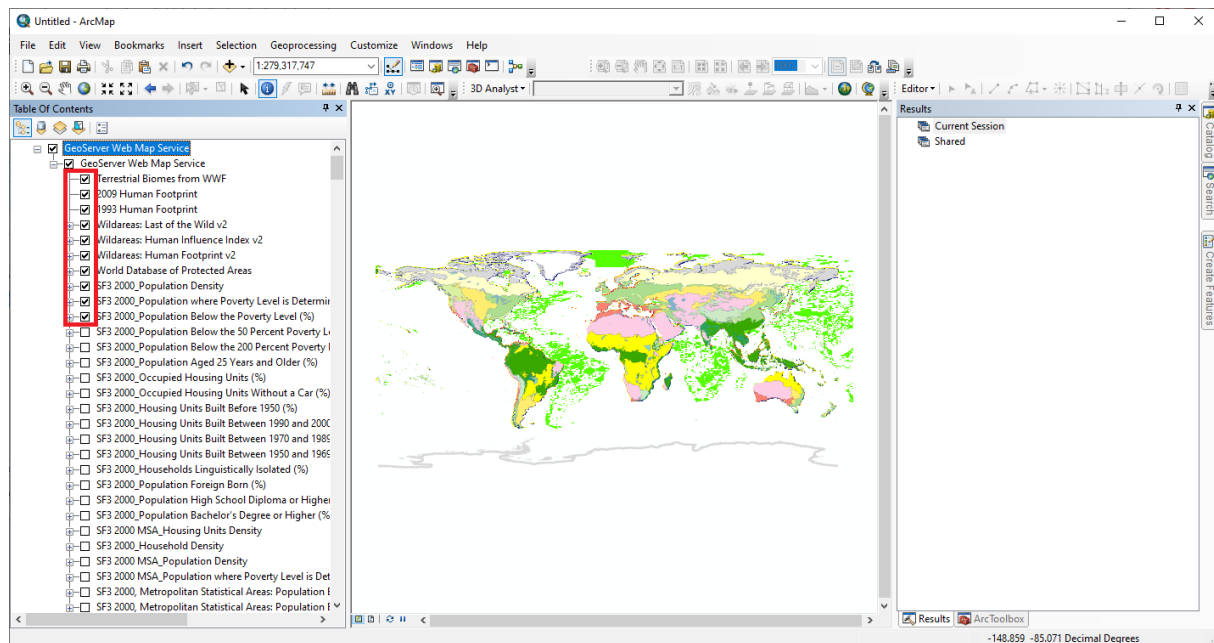 Untitled - ArcMap
File Edit View Bookmarks Insert Selection Geoprocessing Customize Windows Help
1:279,317,747
3D Analyst
Editor
Table Of Contents
GeoServer Web Map Service
GeoServer Web Map Service
Terrestrial Biomes from WWF
2009 Human Footprint
1993 Human Footprint
Wildareas: Last of the Wild v2
Wildareas: Human Influence Index v2
Wildareas: Human Footprint v2
World Database of Protected Areas
SF3 2000_Population Density
SF3 2000_Population where Poverty Level is Determin
SF3 2000_Population Below the Poverty Level (%)
SF3 2000_Population Below the 50 Percent Poverty L
SF3 2000_Population Below the 200 Percent Poverty
SF3 2000_Population Aged 25 Years and Older (%)
SF3 2000_Occupied Housing Units (%)
SF3 2000_Occupied Housing Units Without a Car (%)
SF3 2000_Housing Units Built Before 1950 (%)
SF3 2000_Housing Units Built Between 1990 and 2000
SF3 2000_Housing Units Built Between 1970 and 1989
SF3 2000_Housing Units Built Between 1950 and 1969
SF3 2000_Households Linguistically Isolated (%)
SF3 2000_Population Foreign Born (%)
SF3 2000_Population High School Diploma or Higher
SF3 2000_Population Bachelor's Degree or Higher (%
SF3 2000 MSA_Housing Units Density
SF3 2000_Household Density
SF3 2000 MSA_Population Density
SF3 2000 MSA_Population where Poverty Level is Det
SF3 2000, Metropolitan Statistical Areas: Population
SF3 2000, Metropolitan Statistical Areas: Population
Results
Current Session
Shared
Catalog
Search
Create Features
Results ArcToolbox
-148.859 -85.071 Decimal Degrees